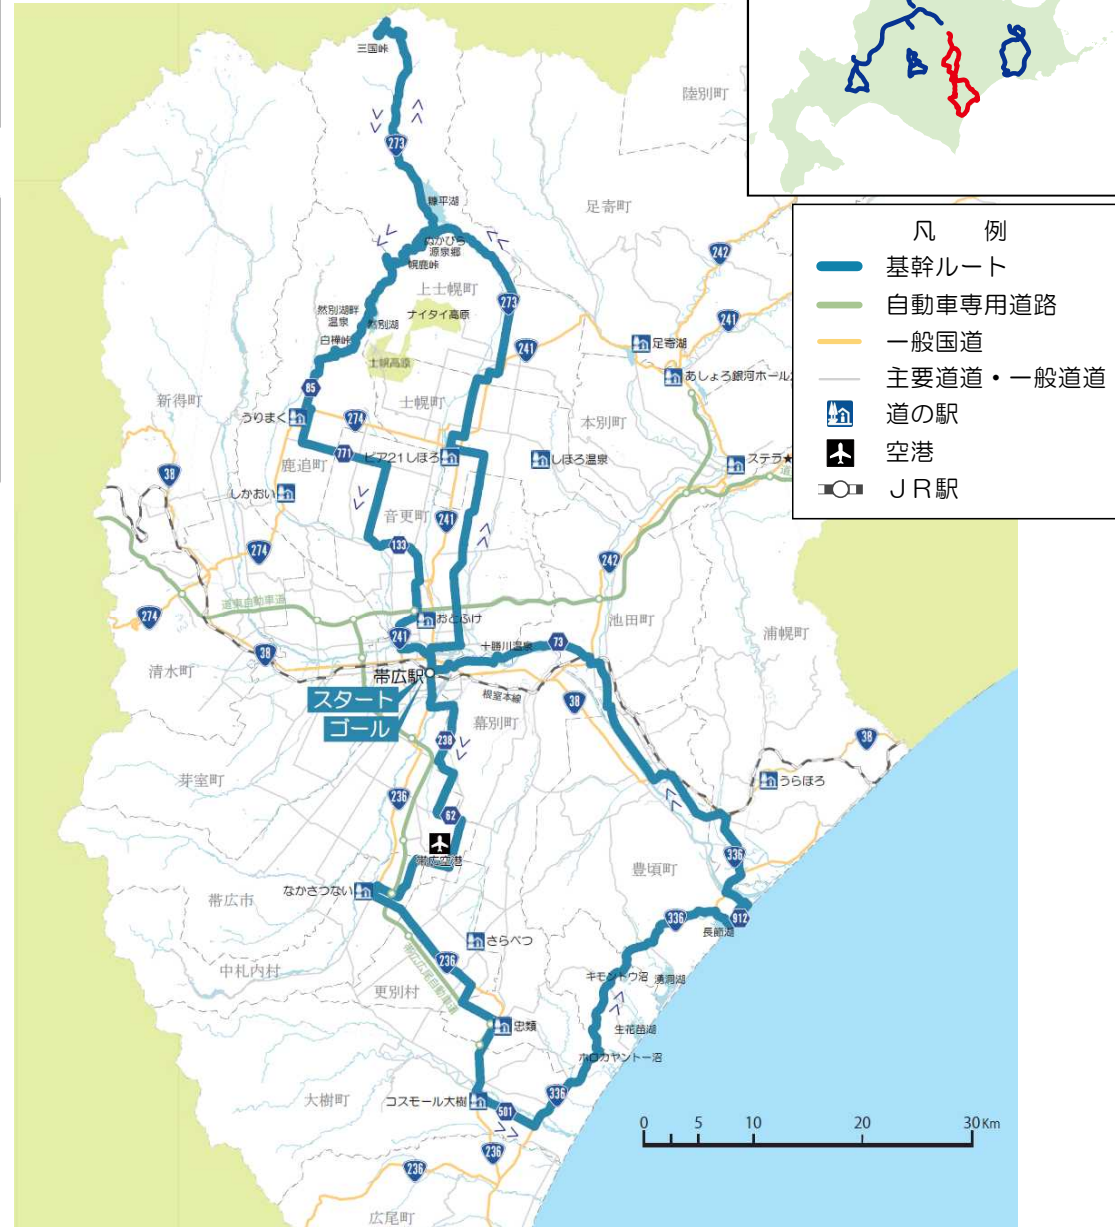 三国峠
陸別町
273
糠平湖
足寄町
ぬかびら
源泉郷
幌鹿峠
上士幌町
273
242
241
然別湖畔
温泉
然別湖
ナイタイ高原
白樺峠
士幌高原
241
足寄湖
あしょろ銀河ホール
85
新得町
士幌町
うりまく
274
本別町
771
ピア21しほろ
しほろ温泉
ステラ★
38
鹿追町
しかおい
音更町
241
274
133
242
道東自動車道
274
おとふけ
池田町
浦幌町
241
十勝川温泉
73
38
清水町
帯広駅
根室本線
スタート
ゴール
38
幕別町
238
38
うらほろ
芽室町
236
62
帯広空港
336
豊頃町
なかさつない
帯広市
336
912
長節湖
さらべつ
236
中札内村
帯広広尾自動車道
更別村
キモントウ沼
湧洞湖
忠類
生花苗湖
ホロカヤントー沼
大樹町
コスモール大樹
501
336
236
236
広尾町
凡 例
基幹ルート
自動車専用道路
一般国道
主要道道・一般道道
道の駅
空港
JR駅
0 5 10 20 30Km